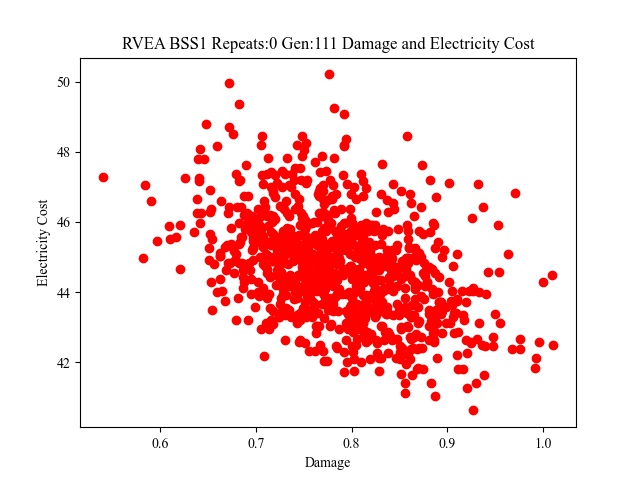 RVEA BSS1 Repeats:0 Gen:111 Damage and Electricity Cost
50
48
46
44
42
Electricity Cost
0.6 0.7 0.8 0.9 1.0
Damage